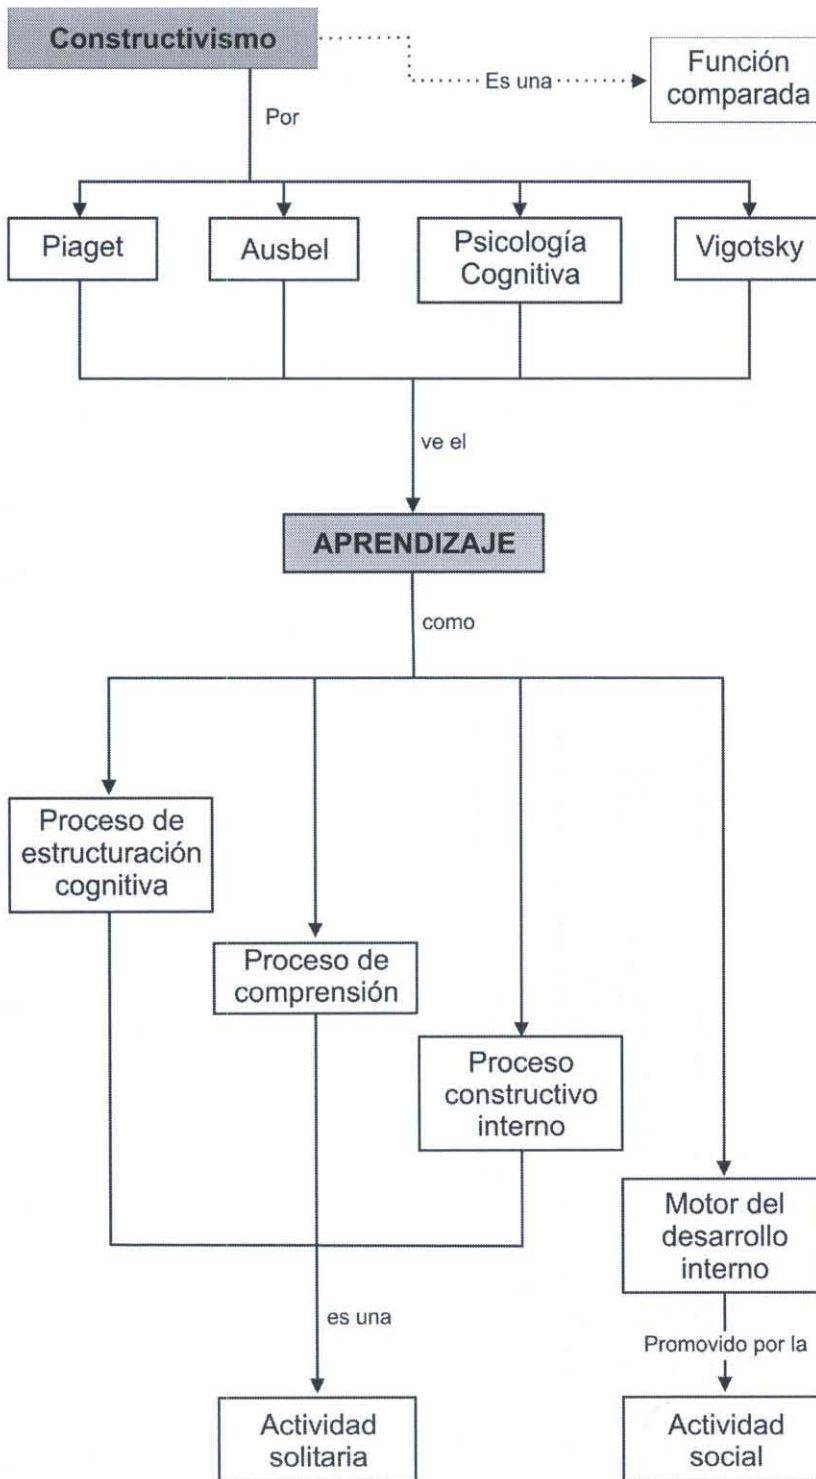 Constructivismo
Es una
Función
comparada
Por
Piaget
Ausbel
Psicología
Cognitiva
Vigotsky
ve el
APRENDIZAJE
como
Proceso de
estructuración
cognitiva
Proceso de
comprensión
Proceso
constructivo
interno
Motor del
desarrollo
interno
es una
Promovido por la
Actividad
solitaria
Actividad
social